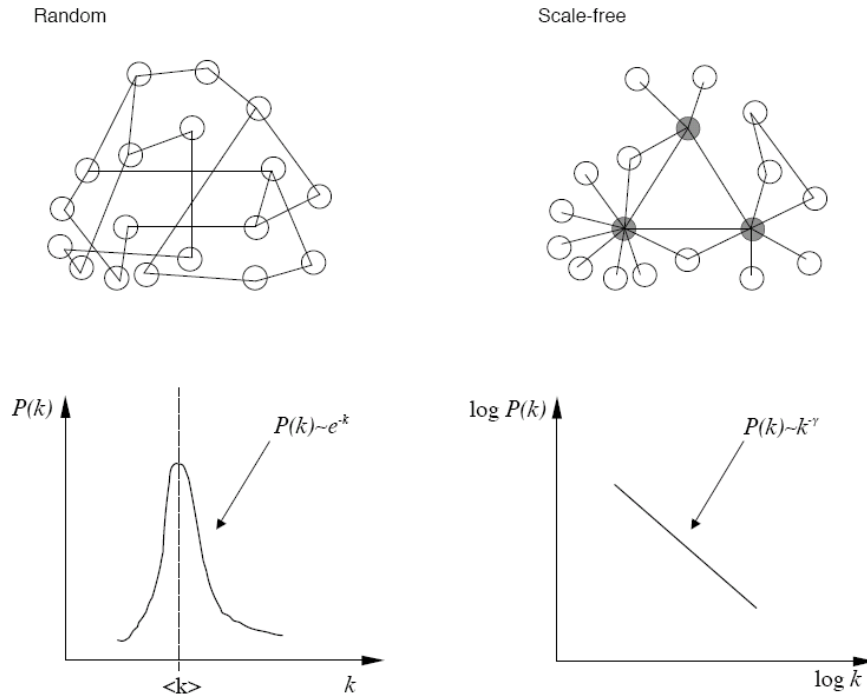 Random
Scale-free
P(k)
P(k)~e^-k
<k>
k
log P(k)
P(k)~k^-γ
log k